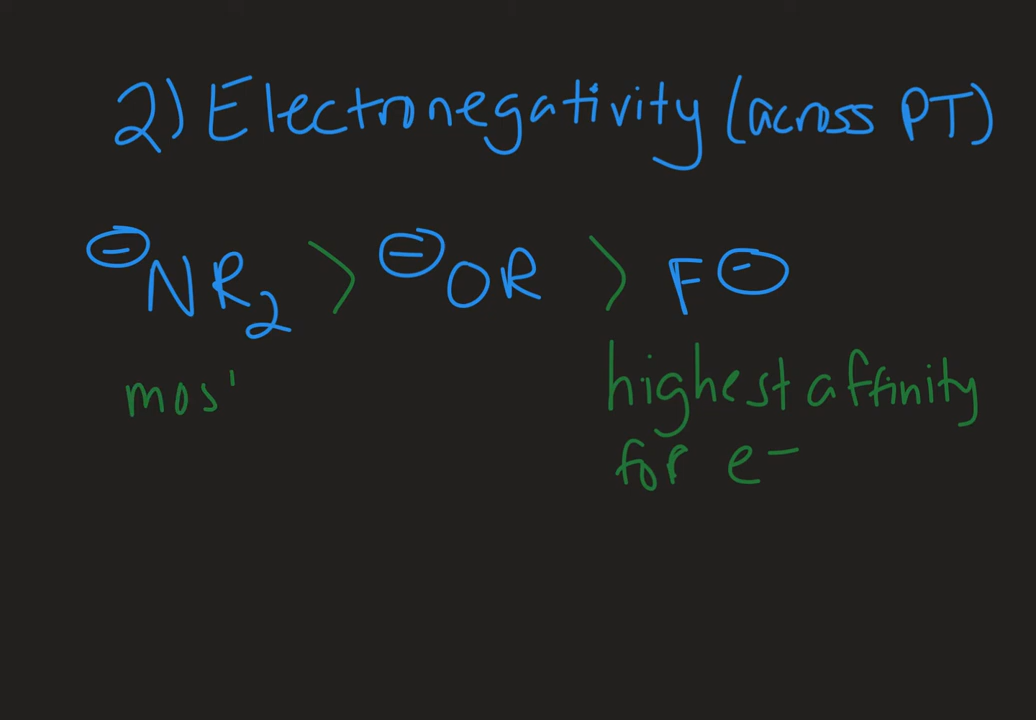 2) Electronegativity (across PT)
⊖NR₂ > ⊖OR > F⊖
mos' highest affinity
for e⁻